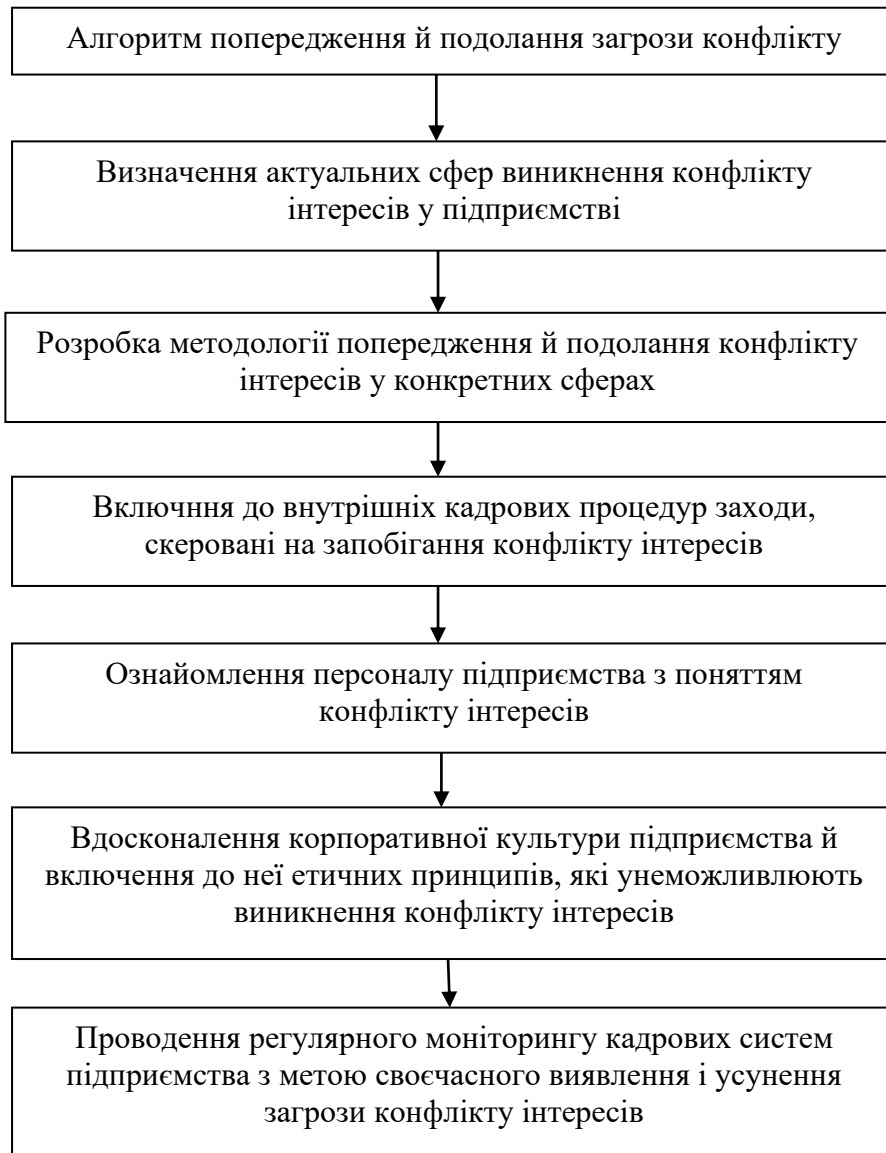 Алгоритм попередження й подолання загрози конфлікту
Визначення актуальних сфер виникнення конфлікту
інтересів у підприємстві
Розробка методології попередження й подолання конфлікту
інтересів у конкретних сферах
Включння до внутрішніх кадрових процедур заходи,
скеровані на запобігання конфлікту інтересів
Ознайомлення персоналу підприємства з поняттям
конфлікту інтересів
Вдосконалення корпоративної культури підприємства й
включення до неї етичних принципів, які унеможливлюють
виникнення конфлікту інтересів
Проводення регулярного моніторингу кадрових систем
підприємства з метою своєчасного виявлення і усунення
загрози конфлікту інтересів